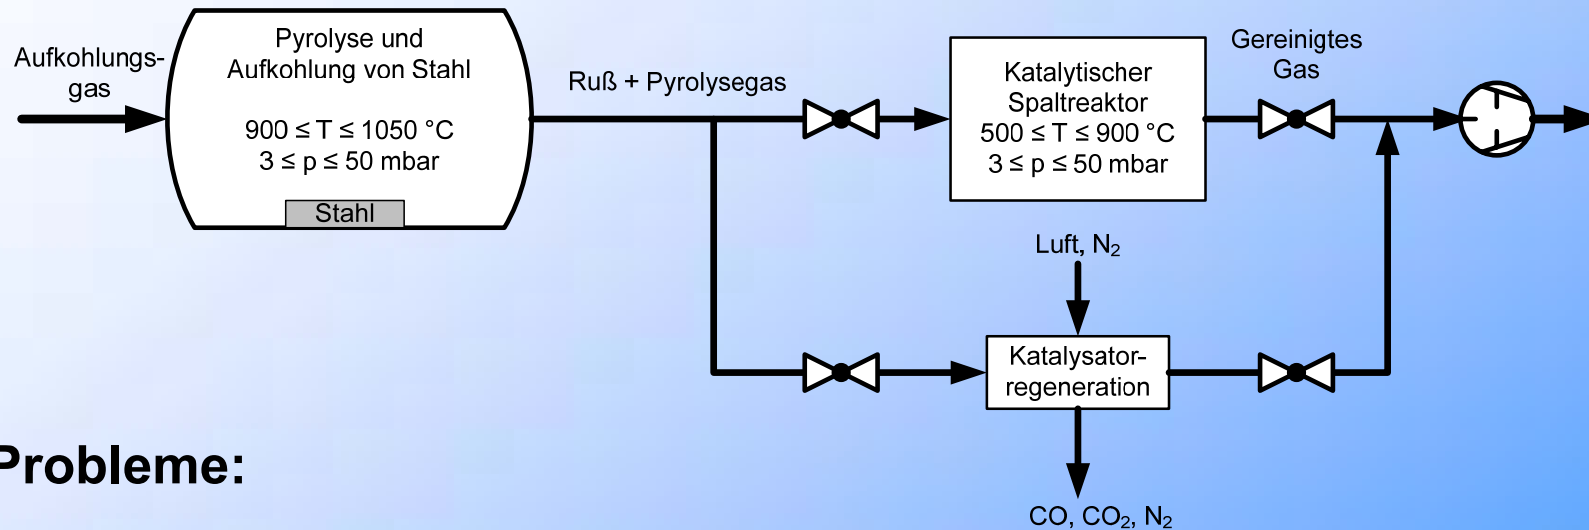 Aufkohlungs-
gas
Pyrolyse und
Aufkohlung von Stahl
900 ≤ T ≤ 1050 °C
3 ≤ p ≤ 50 mbar
Stahl
Ruß + Pyrolysegas
Katalytischer
Spaltreaktor
500 ≤ T ≤ 900 °C
3 ≤ p ≤ 50 mbar
Gereinigtes
Gas
Luft, N₂
Katalysator-
regeneration
CO, CO₂, N₂
Probleme: